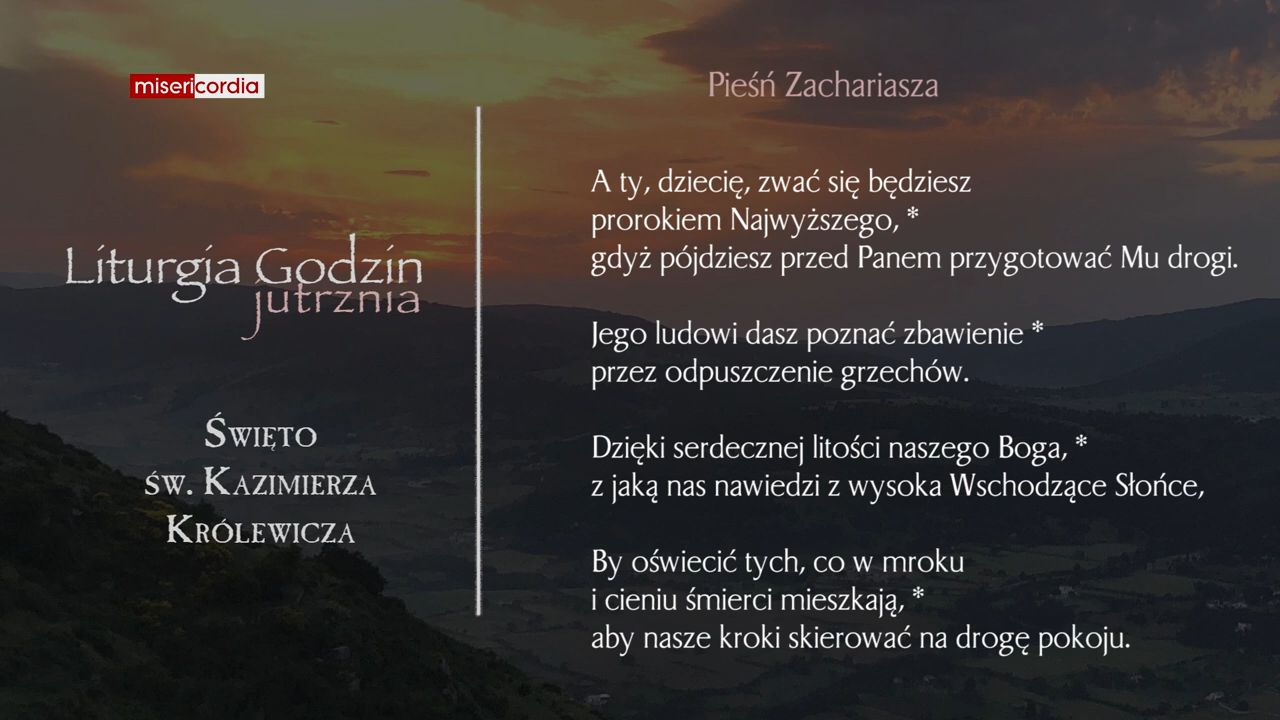 misericordia
Liturgia Godzin
jutrznia
Święto
św. Kazimierza
Królewicza
Pieśń Zachariasza
A ty, dziecię, zwać się będziesz
prorokiem Najwyższego, *
gdyż pójdziesz przed Panem przygotować Mu drogi.
Jego ludowi dasz poznać zbawienie *
przez odpuszczenie grzechów.
Dzięki serdecznej litości naszego Boga, *
z jaką nas nawiedzi z wysoka Wschodzące Słońce,
By oświecić tych, co w mroku
i cieniu śmierci mieszkają, *
aby nasze kroki skierować na drogę pokoju.